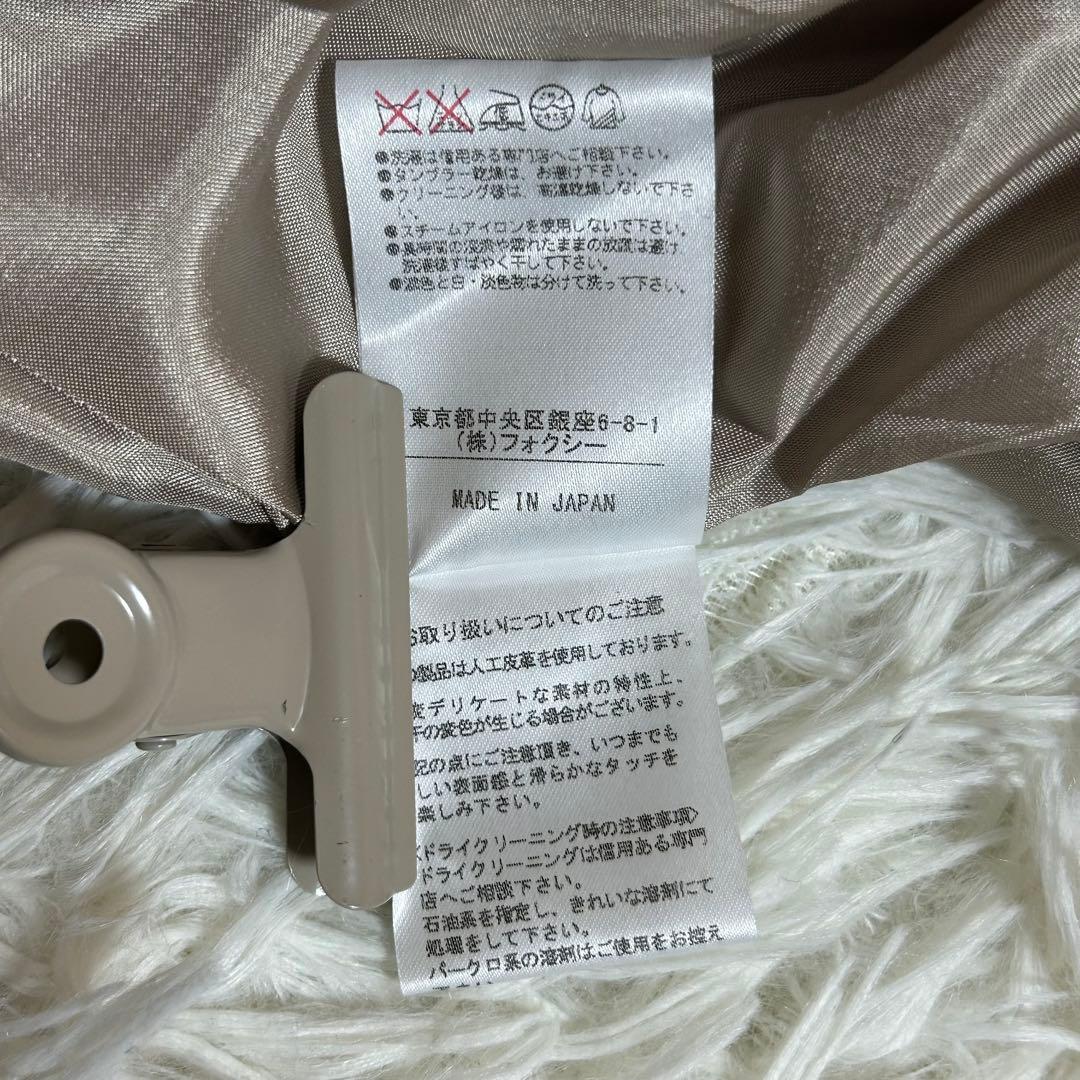 ●洗濯は信用ある専門店へご相談下さい。
●タンブラー乾燥は、お避け下さい。
●クリーニング後は、高温乾燥しないで下さ
い。
●スチームアイロンを使用しないで下さい。
●長時間の浸漬や濡れたままの放置は避け
洗濯後すばやく干して下さい。
●濃色と白・淡色物は分けて洗って下さい。
東京都中央区銀座6-8-1
(株)フォクシー
MADE IN JAPAN
お取り扱いについてのご注意
製品は人工皮革を使用しております。
変デリケートな素材の特性上、
干の変色が生じる場合がございます。
記の点にご注意頂き、いつまでも
しい表面感と滑らかなタッチを
楽しみ下さい。
<ドライクリーニング時の注意事項>
ドライクリーニングは信用ある専門
店へご相談下さい。
石油系を指定し、きれいな溶剤にて
処理をして下さい。
パークロ系の溶剤はご使用をお控え